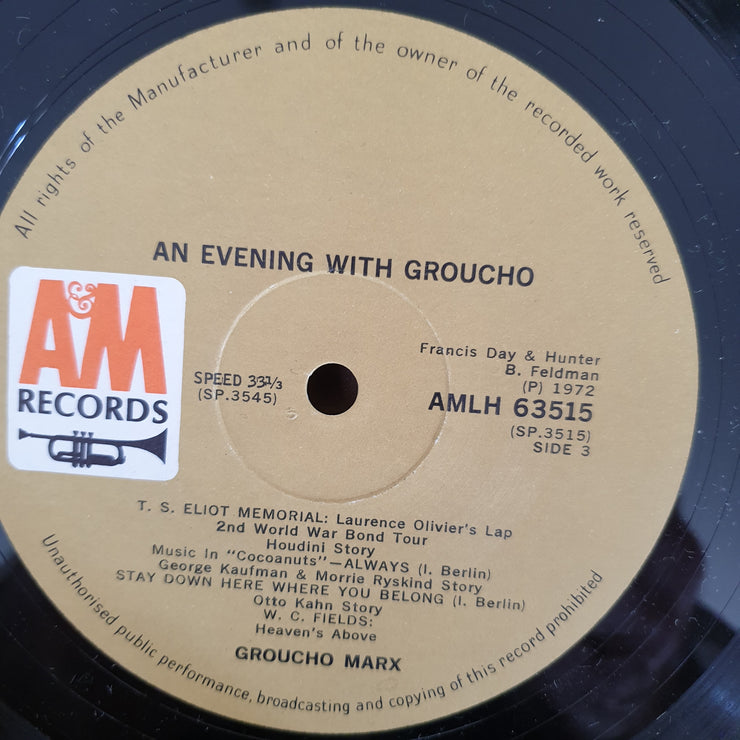 All rights of the Manufacturer and of the owner of the recorded work reserved
AN EVENING WITH GROUCHO
A&M
RECORDS
SPEED 33⅓
(SP.3545)
Francis Day & Hunter
B. Feldman
(P) 1972
AMLH 63515
(SP.3515)
SIDE 3
T. S. ELIOT MEMORIAL: Laurence Olivier's Lap
2nd World War Bond Tour
Houdini Story
Music In "Cocoanuts"—ALWAYS (I. Berlin)
George Kaufman & Morrie Ryskind Story
STAY DOWN HERE WHERE YOU BELONG (I. Berlin)
Otto Kahn Story
W. C. FIELDS:
Heaven's Above
GROUCHO MARX
Unauthorised public performance, broadcasting and copying of this record prohibited